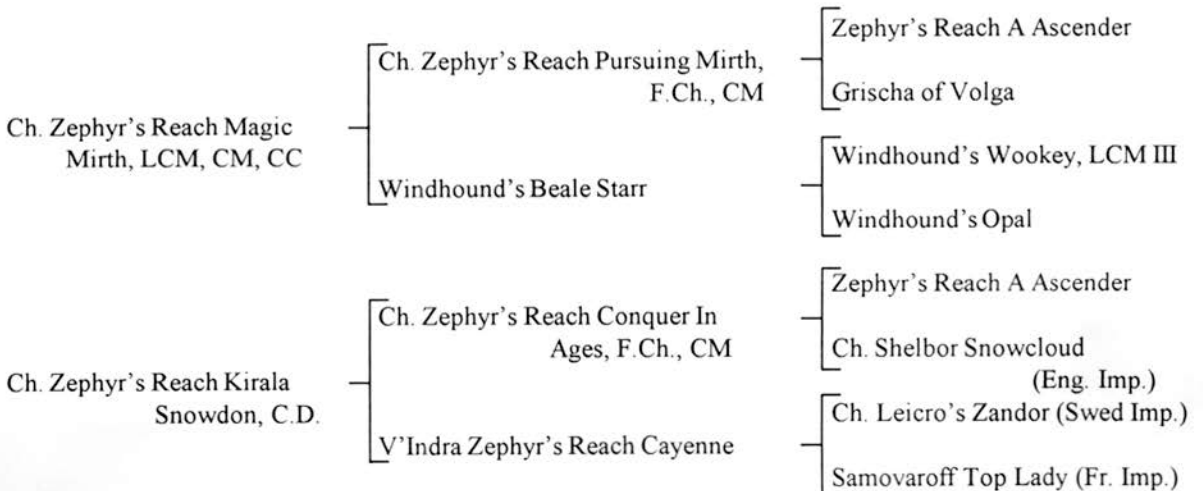 Zephyr's Reach A Ascender
Ch. Zephyr's Reach Pursuing Mirth,
F.Ch., CM
Grischa of Volga
Ch. Zephyr's Reach Magic
Mirth, LCM, CM, CC
Windhound's Wookey, LCM III
Windhound's Beale Starr
Windhound's Opal
Zephyr's Reach A Ascender
Ch. Zephyr's Reach Conquer In
Ages, F.Ch., CM
Ch. Shelbor Snowcloud
(Eng. Imp.)
Ch. Zephyr's Reach Kirala
Snowdon, C.D.
Ch. Leicro's Zandor (Swed Imp.)
V'Indra Zephyr's Reach Cayenne
Samovaroff Top Lady (Fr. Imp.)